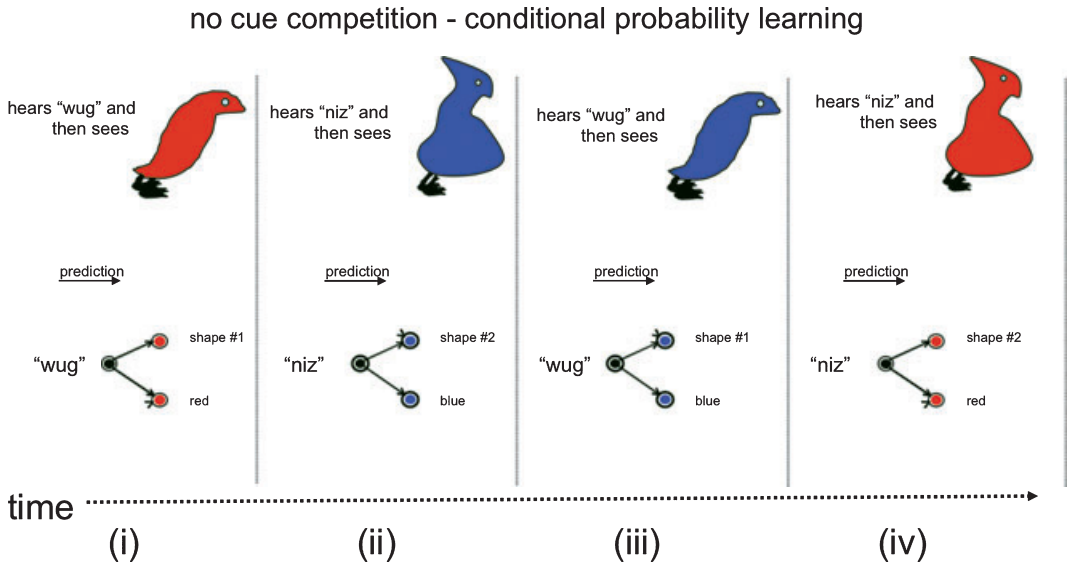 no cue competition - conditional probability learning
hears “wug” and
then sees
hears “niz” and
then sees
hears “wug” and
then sees
hears “niz” and
then sees
prediction
prediction
prediction
prediction
“wug”
shape #1
red
“niz”
shape #2
blue
“wug”
shape #1
blue
“niz”
shape #2
red
time
(i)
(ii)
(iii)
(iv)